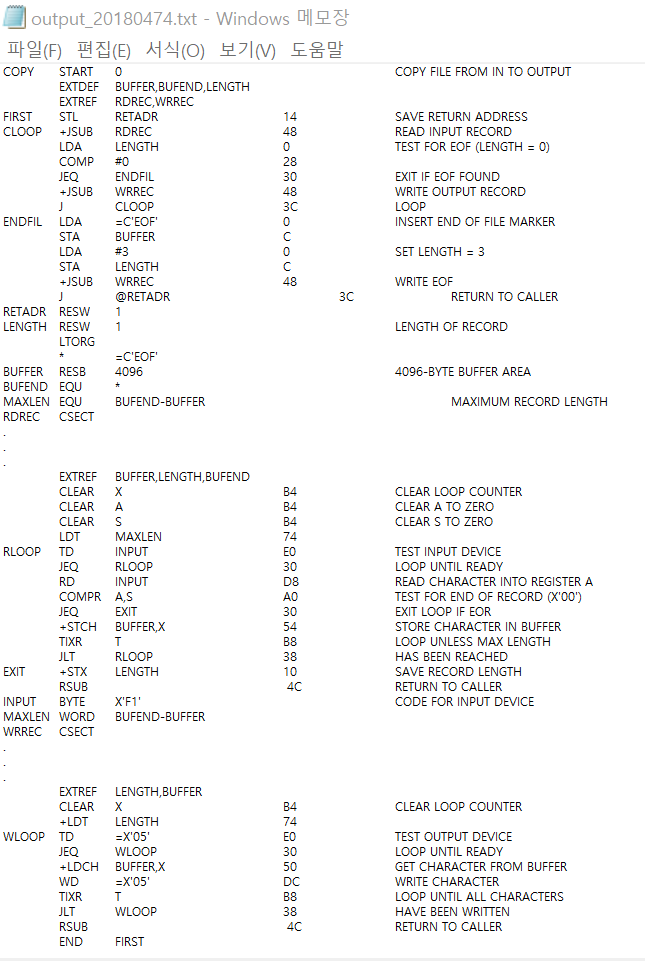 output_20180474.txt - Windows 메모장
파일(F) 편집(E) 서식(O) 보기(V) 도움말
COPY START 0 COPY FILE FROM IN TO OUTPUT
EXTDEF BUFFER,BUFEND,LENGTH
EXTREF RDREC,WRREC
FIRST STL RETADR 14 SAVE RETURN ADDRESS
CLOOP +JSUB RDREC 48 READ INPUT RECORD
LDA LENGTH 0 TEST FOR EOF (LENGTH = 0)
COMP #0 28
JEQ ENDFIL 30 EXIT IF EOF FOUND
+JSUB WRREC 48 WRITE OUTPUT RECORD
J CLOOP 3C LOOP
ENDFIL LDA =C'EOF' 0 INSERT END OF FILE MARKER
STA BUFFER C
LDA #3 0 SET LENGTH = 3
STA LENGTH C
+JSUB WRREC 48 WRITE EOF
J @RETADR 3C RETURN TO CALLER
RETADR RESW 1
LENGTH RESW 1 LENGTH OF RECORD
LTORG
* =C'EOF'
BUFFER RESB 4096 4096-BYTE BUFFER AREA
BUFEND EQU *
MAXLEN EQU BUFEND-BUFFER MAXIMUM RECORD LENGTH
RDREC CSECT
.
.
.
EXTREF BUFFER,LENGTH,BUFEND
CLEAR X B4 CLEAR LOOP COUNTER
CLEAR A B4 CLEAR A TO ZERO
CLEAR S B4 CLEAR S TO ZERO
LDT MAXLEN 74
RLOOP TD INPUT E0 TEST INPUT DEVICE
JEQ RLOOP 30 LOOP UNTIL READY
RD INPUT D8 READ CHARACTER INTO REGISTER A
COMPR A,S A0 TEST FOR END OF RECORD (X'00')
JEQ EXIT 30 EXIT LOOP IF EOR
+STCH BUFFER,X 54 STORE CHARACTER IN BUFFER
TIXR T B8 LOOP UNLESS MAX LENGTH
JLT RLOOP 38 HAS BEEN REACHED
EXIT +STX LENGTH 10 SAVE RECORD LENGTH
RSUB 4C RETURN TO CALLER
INPUT BYTE X'F1' CODE FOR INPUT DEVICE
MAXLEN WORD BUFEND-BUFFER
WRREC CSECT
.
.
.
EXTREF LENGTH,BUFFER
CLEAR X B4 CLEAR LOOP COUNTER
+LDT LENGTH 74
WLOOP TD =X'05' E0 TEST OUTPUT DEVICE
JEQ WLOOP 30 LOOP UNTIL READY
+LDCH BUFFER,X 50 GET CHARACTER FROM BUFFER
WD =X'05' DC WRITE CHARACTER
TIXR T B8 LOOP UNTIL ALL CHARACTERS
JLT WLOOP 38 HAVE BEEN WRITTEN
RSUB 4C RETURN TO CALLER
END FIRST